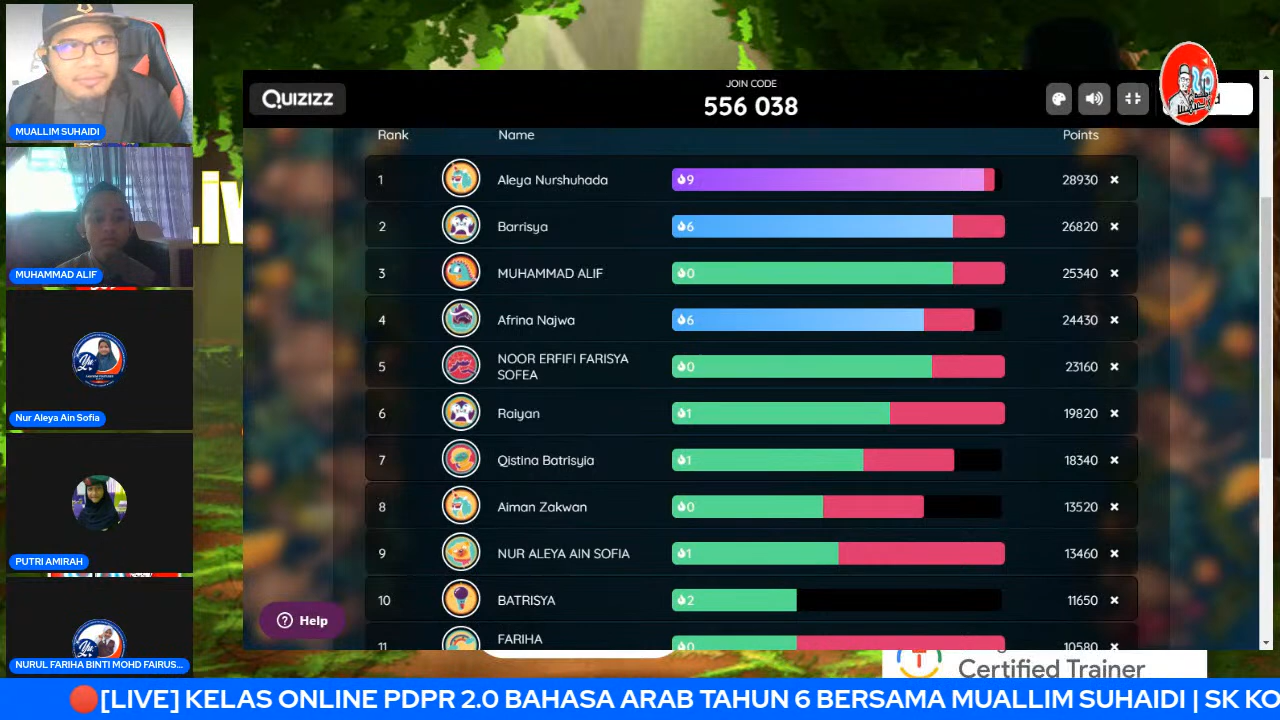 MUALLIM SUHAIDI
MUHAMMAD ALIF
Nur Aleya Ain Sofia
PUTRI AMIRAH
NURUL FARIHA BINTI MOHD FAIRUS...
QUIZIZZ
JOIN CODE
556 038
Rank Name Points
1 Aleya Nurshuhada 9 28930
2 Barrisya 6 26820
3 MUHAMMAD ALIF 0 25340
4 Afrina Najwa 6 24430
5 NOOR ERFIFI FARISYA SOFEA 0 23160
6 Raiyan 1 19820
7 Qistina Batrisyia 1 18340
8 Aiman Zakwan 0 13520
9 NUR ALEYA AIN SOFIA 1 13460
10 BATRISYA 2 11650
11 FARIHA 0 10580
Help
Certified Trainer
[LIVE] KELAS ONLINE PDPR 2.0 BAHASA ARAB TAHUN 6 BERSAMA MUALLIM SUHAIDI | SK KO